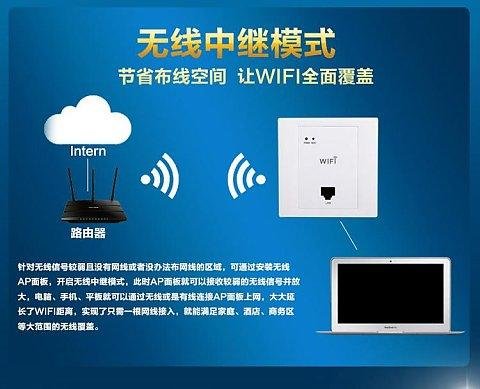 无线中继模式
节省布线空间 让WIFI全面覆盖
Intern
WIFI
LAN
路由器
针对无线信号较弱且没有网线或者没办法布网线的区域，可通过安装无线
AP面板，开启无线中继模式，此时AP面板就可以接收较弱的无线信号并放
大，电脑、手机、平板就可以通过无线或是有线连接AP面板上网，大大延
长了WIFI距离，实现了只需一根网线接入，就能满足家庭、酒店、商务区
等大范围的无线覆盖。